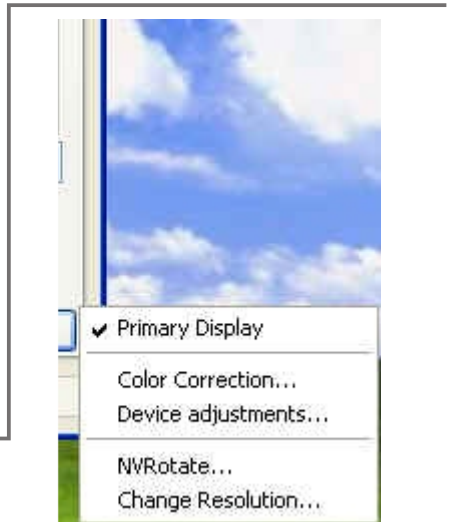 Primary Display
Color Correction...
Device adjustments...
NVRotate...
Change Resolution...